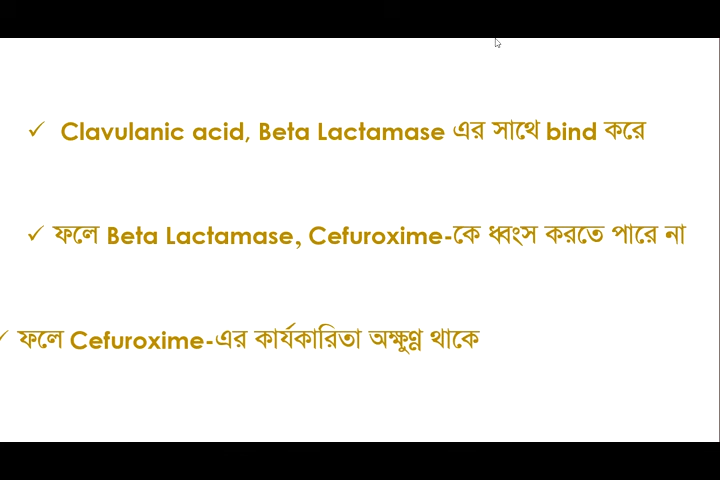 ✓ Clavulanic acid, Beta Lactamase এর সাথে bind করে
✓ ফলে Beta Lactamase, Cefuroxime-কে ধ্বংস করতে পারে না
✓ ফলে Cefuroxime-এর কার্যকারিতা অক্ষুণ্ণ থাকে